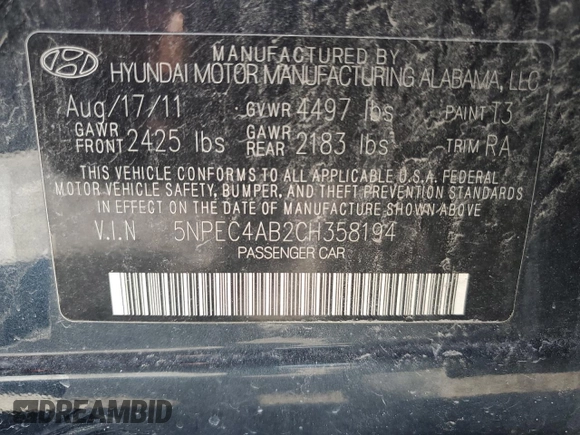 MANUFACTURED BY
HYUNDAI MOTOR MANUFACTURING ALABAMA, LLC
Aug/17/11 GVWR 4497 lbs PAINT T3
GAWR FRONT 2425 lbs GAWR REAR 2183 lbs TRIM RA
THIS VEHICLE CONFORMS TO ALL APPLICABLE U.S.A. FEDERAL
MOTOR VEHICLE SAFETY, BUMPER, AND THEFT PREVENTION STANDARDS
IN EFFECT ON THE DATE OF MANUFACTURE SHOWN ABOVE
V.I.N 5NPEC4AB2CH358194
PASSENGER CAR
DREAMBID